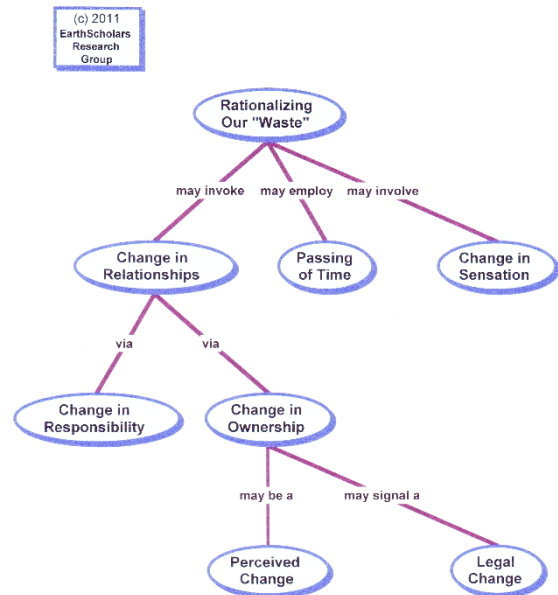 (c) 2011
EarthScholars
Research
Group
Rationalizing
Our "Waste"
may invoke
may employ
may involve
Change in
Relationships
Passing
of Time
Change in
Sensation
via
via
Change in
Responsibility
Change in
Ownership
may be a
may signal a
Perceived
Change
Legal
Change